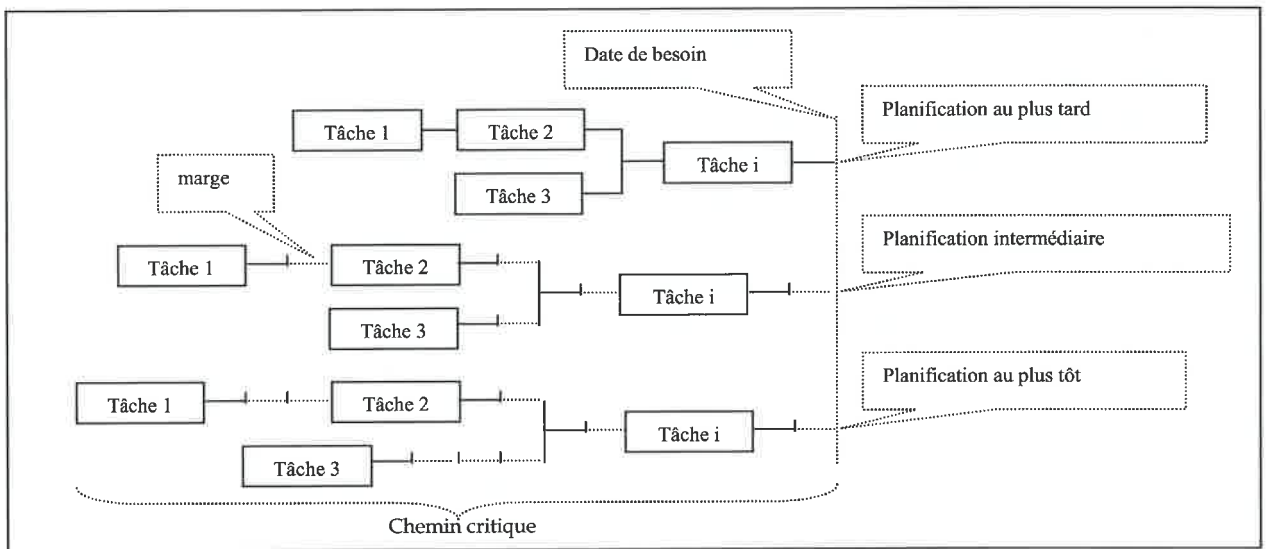 Date de besoin
Planification au plus tard
Tâche 1
Tâche 2
Tâche i
Tâche 3
marge
Planification intermédiaire
Tâche 1
Tâche 2
Tâche i
Tâche 3
Planification au plus tôt
Tâche 1
Tâche 2
Tâche i
Tâche 3
Chemin critique